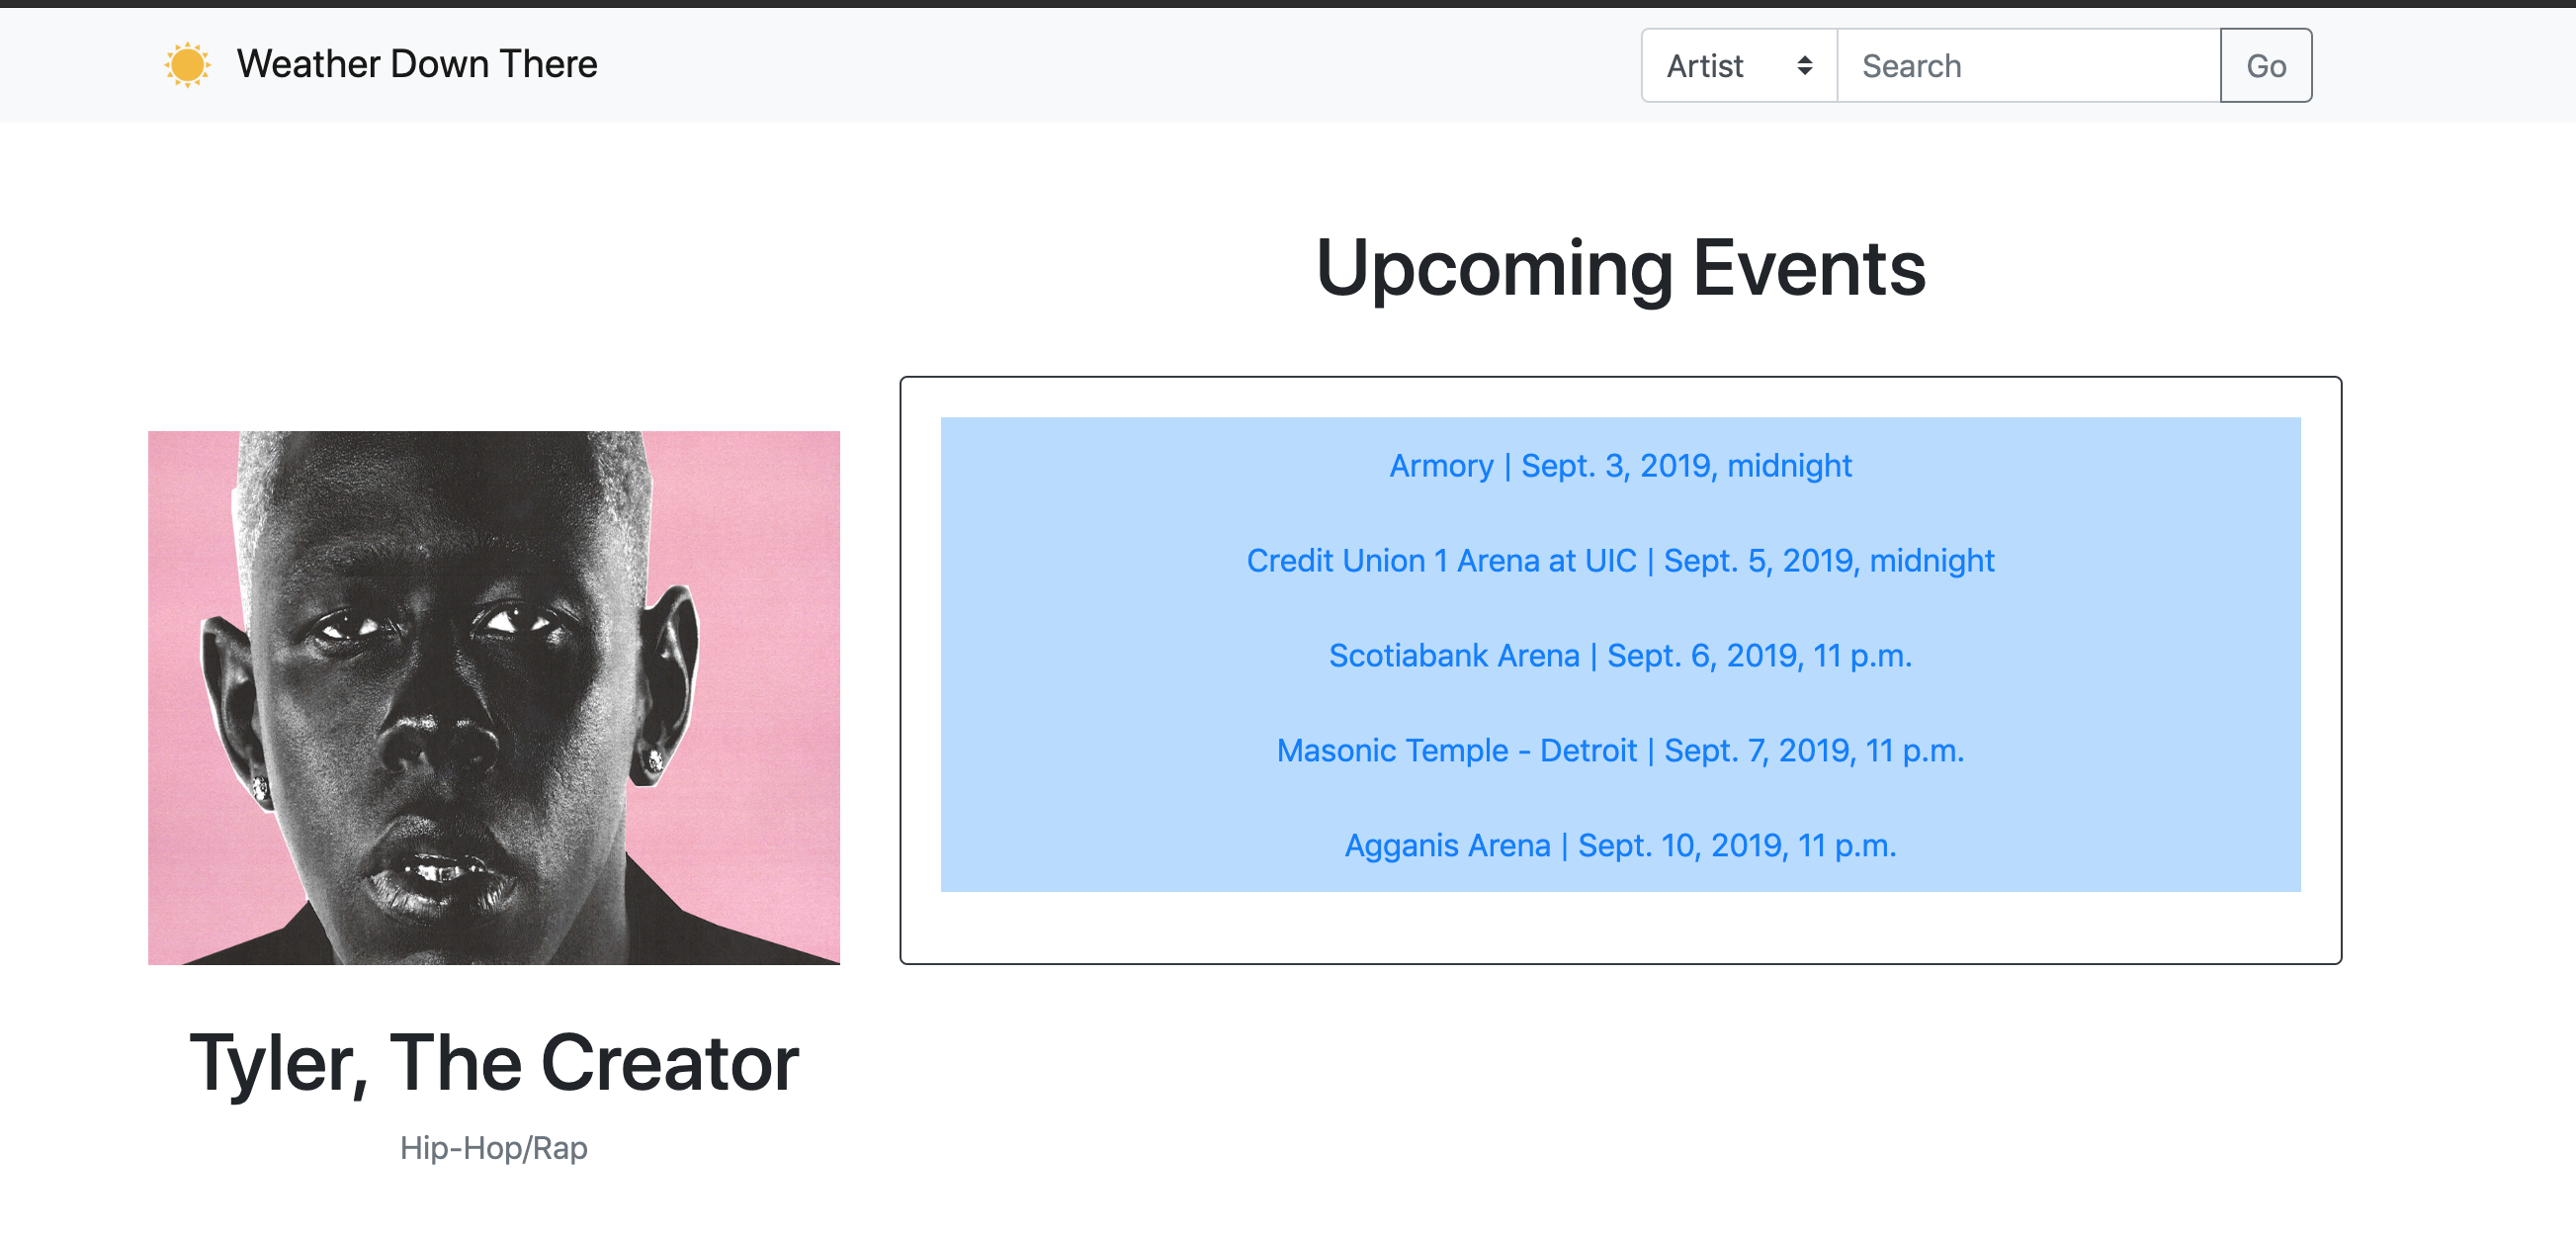 Weather Down There
Artist
Search
Go
Upcoming Events
Armory | Sept. 3, 2019, midnight
Credit Union 1 Arena at UIC | Sept. 5, 2019, midnight
Scotiabank Arena | Sept. 6, 2019, 11 p.m.
Masonic Temple - Detroit | Sept. 7, 2019, 11 p.m.
Agganis Arena | Sept. 10, 2019, 11 p.m.
Tyler, The Creator
Hip-Hop/Rap